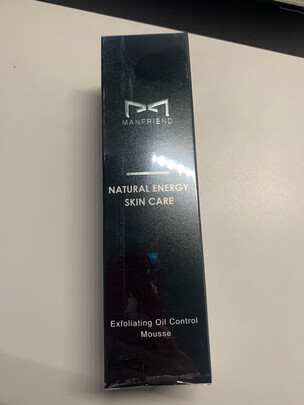 MANFRIEND
NATURAL ENERGY
SKIN CARE
Exfoliating Oil Control
Mousse